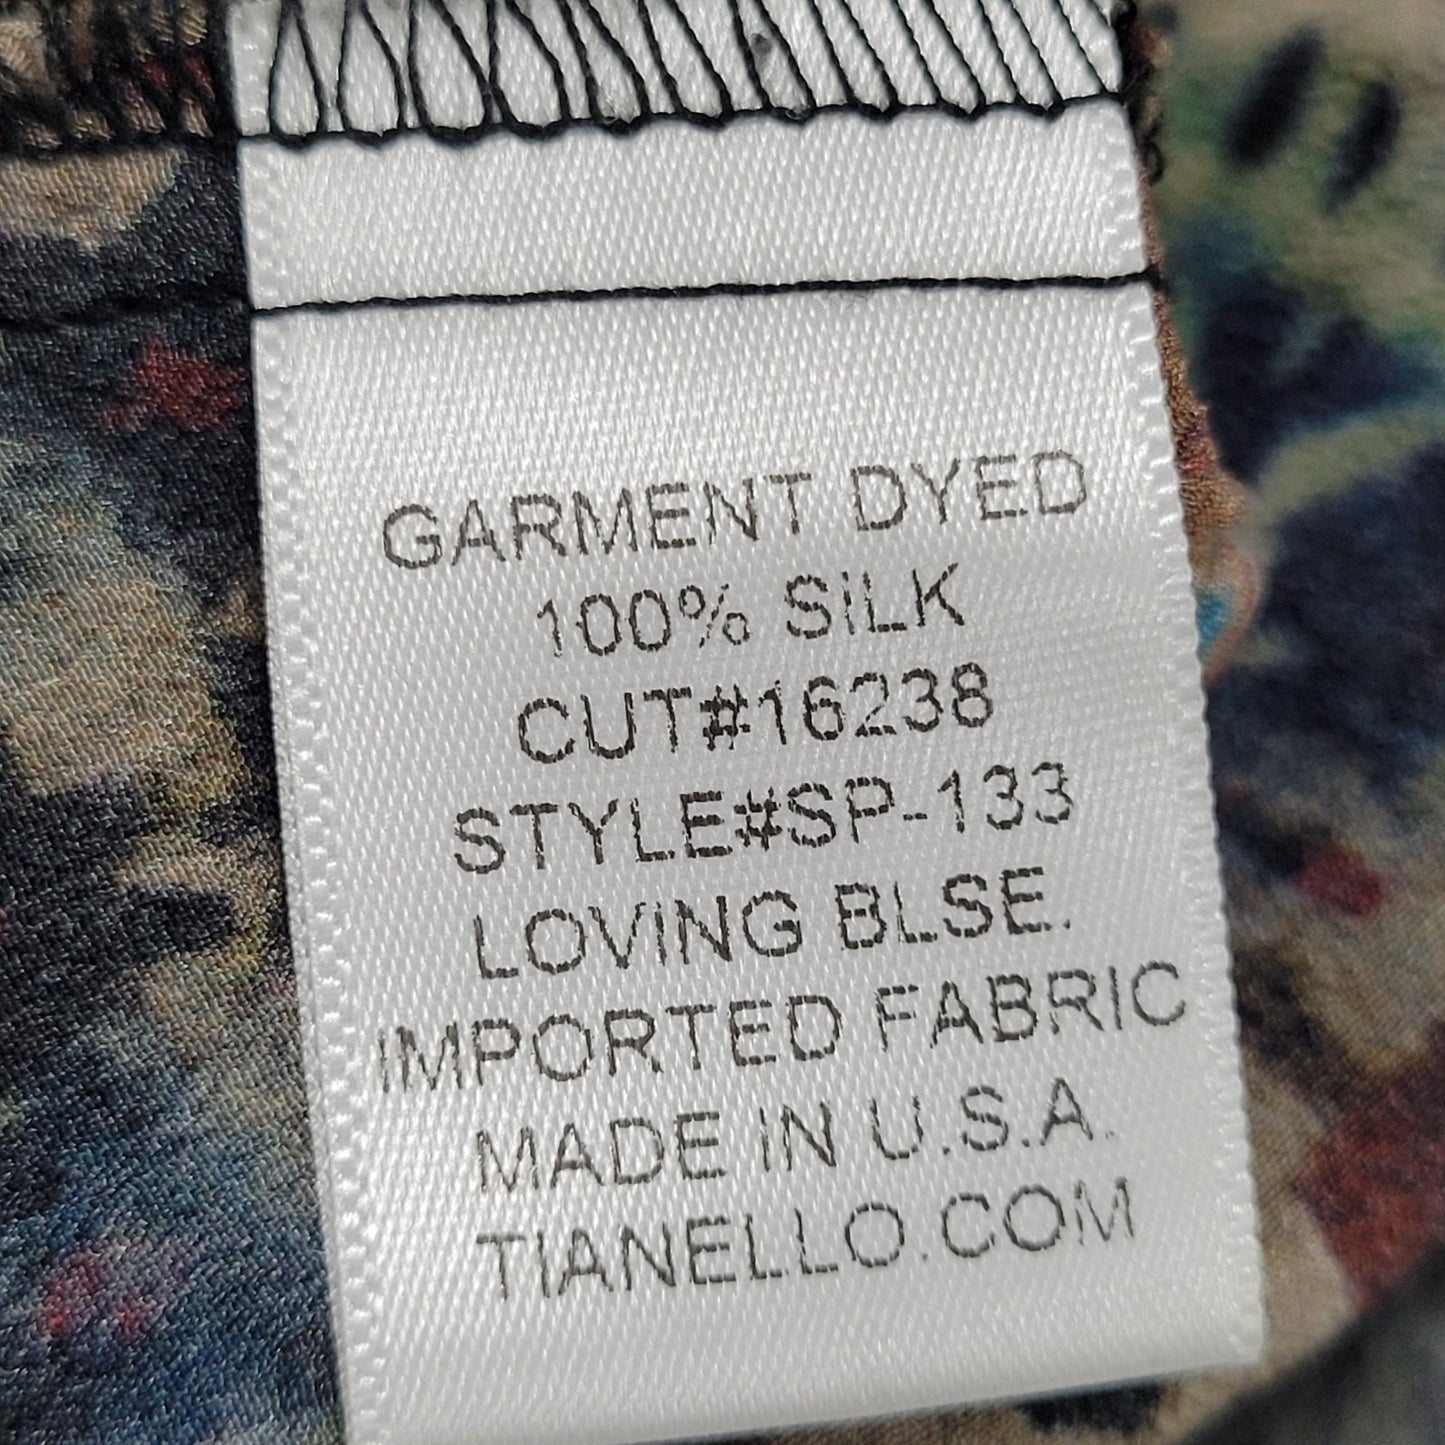 GARMENT DYED
100% SiLK
CUT#16238
STYLE#SP-133
LOViNG BLSE.
IMPORTED FABRIC
MADE IN U.S.A.
TIANELLO.COM